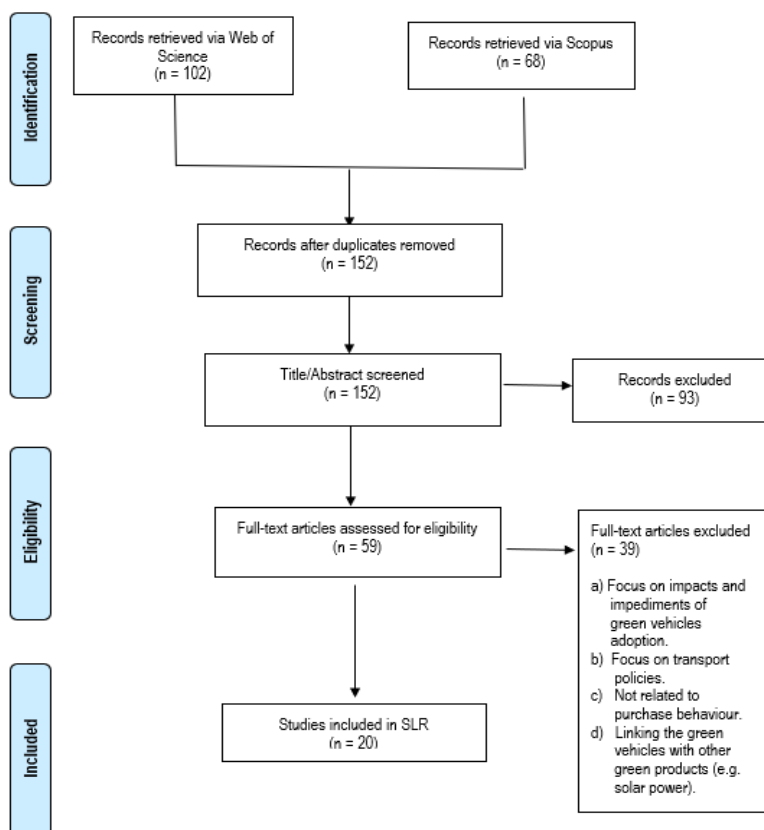 Identification
Records retrieved via Web of
Science
(n = 102)
Records retrieved via Scopus
(n = 68)
Screening
Records after duplicates removed
(n = 152)
Title/Abstract screened
(n = 152)
Records excluded
(n = 93)
Eligibility
Full-text articles assessed for eligibility
(n = 59)
Full-text articles excluded
(n = 39)
a) Focus on impacts and
impediments of
green vehicles
adoption.
b) Focus on transport
policies.
c) Not related to
purchase behaviour.
d) Linking the green
vehicles with other
green products (e.g.
solar power).
Included
Studies included in SLR
(n = 20)